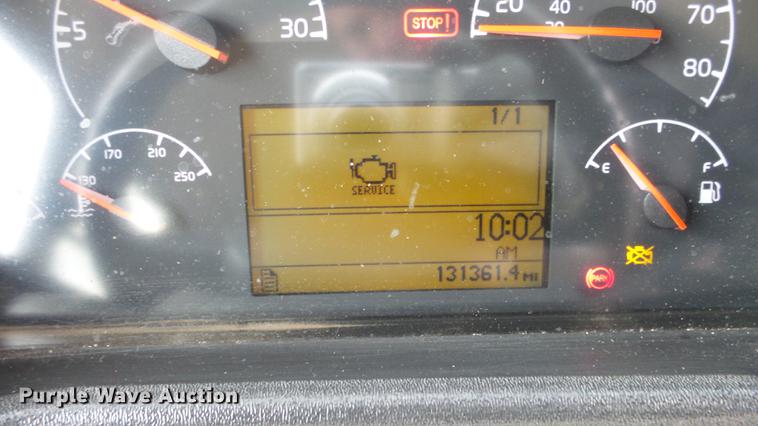 5
30
STOP!
20
40
100
70
80
1/1
SERVICE
10:02
AM
131361.4 MI
130
170
210
250
E
F
PARK
Purple Wave Auction